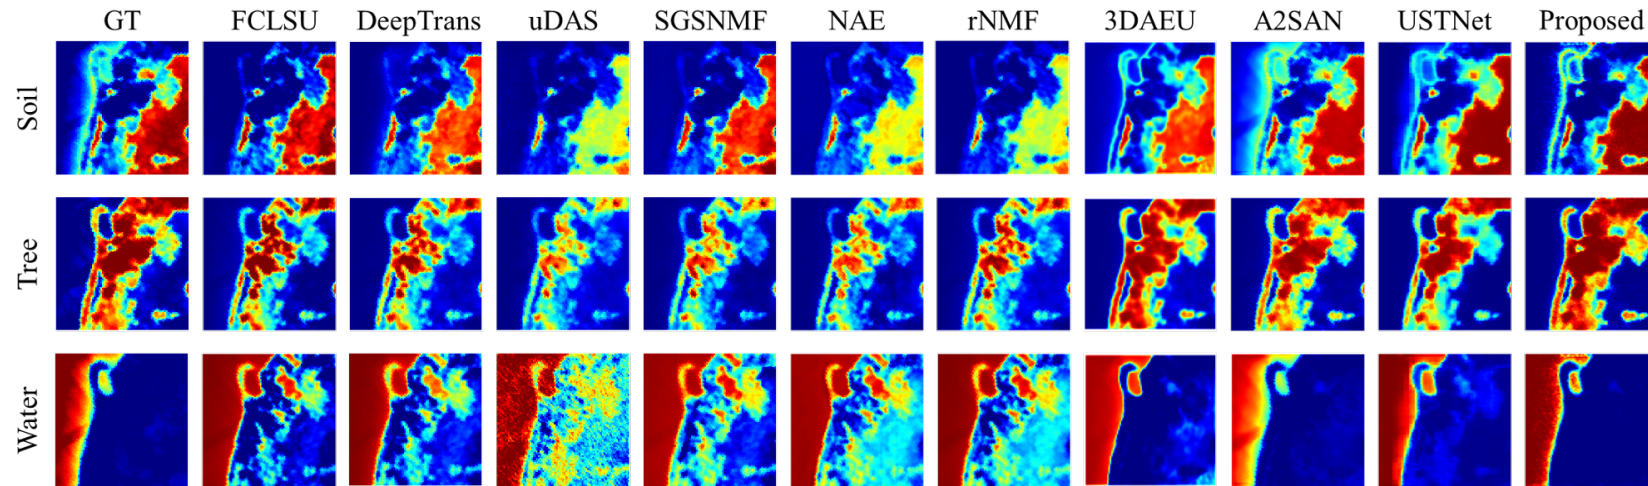 GT FCLSU DeepTrans uDAS SGSNMF NAE rNMF 3DAEU A2SAN USTNet Proposed
Soil
Tree
Water